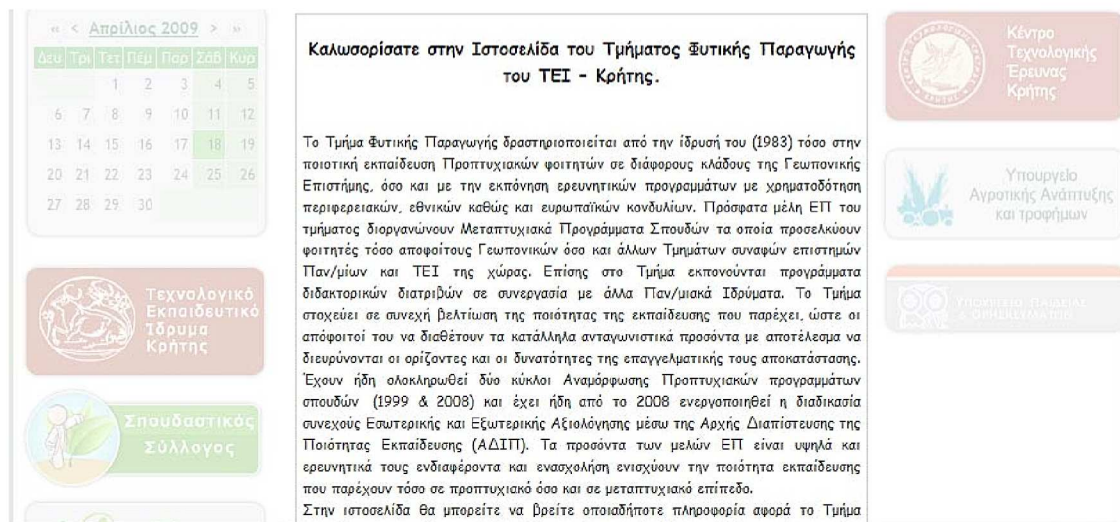 « < Απρίλιος 2009 > »
Δευ Τρι Τετ Πέμ Παρ Σάβ Κυρ
1 2 3 4 5
6 7 8 9 10 11 12
13 14 15 16 17 18 19
20 21 22 23 24 25 26
27 28 29 30
Τεχνολογικό
Εκπαιδευτικό
Ίδρυμα
Κρήτης
Σπουδαστικός
Σύλλογος
Καλωσορίσατε στην Ιστοσελίδα του Τμήματος Φυτικής Παραγωγής
του ΤΕΙ – Κρήτης.
Το Τμήμα Φυτικής Παραγωγής δραστηριοποιείται από την ίδρυσή του (1983) τόσο στην
ποιοτική εκπαίδευση Προπτυχιακών φοιτητών σε διάφορους κλάδους της Γεωπονικής
Επιστήμης, όσο και με την εκπόνηση ερευνητικών προγραμμάτων με χρηματοδότηση
περιφερειακών, εθνικών καθώς και ευρωπαϊκών κονδυλίων. Πρόσφατα μέλη ΕΠ του
τμήματος διοργανώνουν Μεταπτυχιακά Προγράμματα Σπουδών τα οποία προσελκύουν
φοιτητές τόσο αποφοίτους Γεωπονικών όσο και άλλων Τμημάτων συναφών επιστημών
Παν/μίων και ΤΕΙ της χώρας. Επίσης στο Τμήμα εκπονούνται προγράμματα
διδακτορικών διατριβών σε συνεργασία με άλλα Παν/μιακά Ιδρύματα. Το Τμήμα
στοχεύει σε συνεχή βελτίωση της ποιότητας της εκπαίδευσης που παρέχει, ώστε οι
απόφοιτοί του να διαθέτουν τα κατάλληλα ανταγωνιστικά προσόντα με αποτέλεσμα να
διευρύνονται οι ορίζοντες και οι δυνατότητες της επαγγελματικής τους αποκατάστασης.
Έχουν ήδη ολοκληρωθεί δύο κύκλοι Αναμόρφωσης Προπτυχιακών προγραμμάτων
σπουδών (1999 & 2008) και έχει ήδη από το 2008 ενεργοποιηθεί η διαδικασία
συνεχούς Εσωτερικής και Εξωτερικής Αξιολόγησης μέσω της Αρχής Διαπίστευσης της
Ποιότητας Εκπαίδευσης (ΑΔΙΠ). Τα προσόντα των μελών ΕΠ είναι υψηλά και
ερευνητικά τους ενδιαφέροντα και ενασχολήση ενισχύουν την ποιότητα εκπαίδευσης
που παρέχουν τόσο σε προπτυχιακό όσο και σε μεταπτυχιακό επίπεδο.
Στην ιστοσελίδα θα μπορείτε να βρείτε οποιαδήποτε πληροφορία αφορά το Τμήμα
Κέντρο
Τεχνολογικής
Έρευνας
Κρήτης
Υπουργείο
Αγροτικής Ανάπτυξης
και τροφήμων
ΥΠΟΥΡΓΕΙΟ ΠΑΙΔΕΙΑΣ
& ΘΡΗΣΚΕΥΜΑΤΩΝ